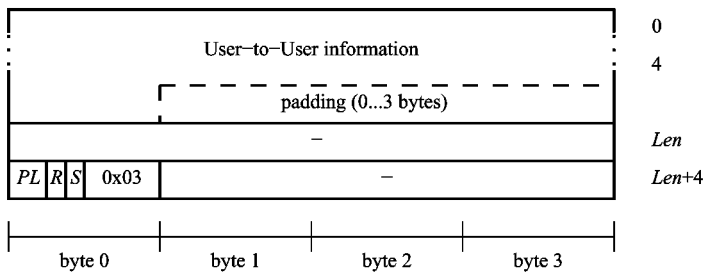 0
User−to−User information
4
padding (0...3 bytes)
− Len
PL R S 0x03 − Len+4
byte 0 byte 1 byte 2 byte 3